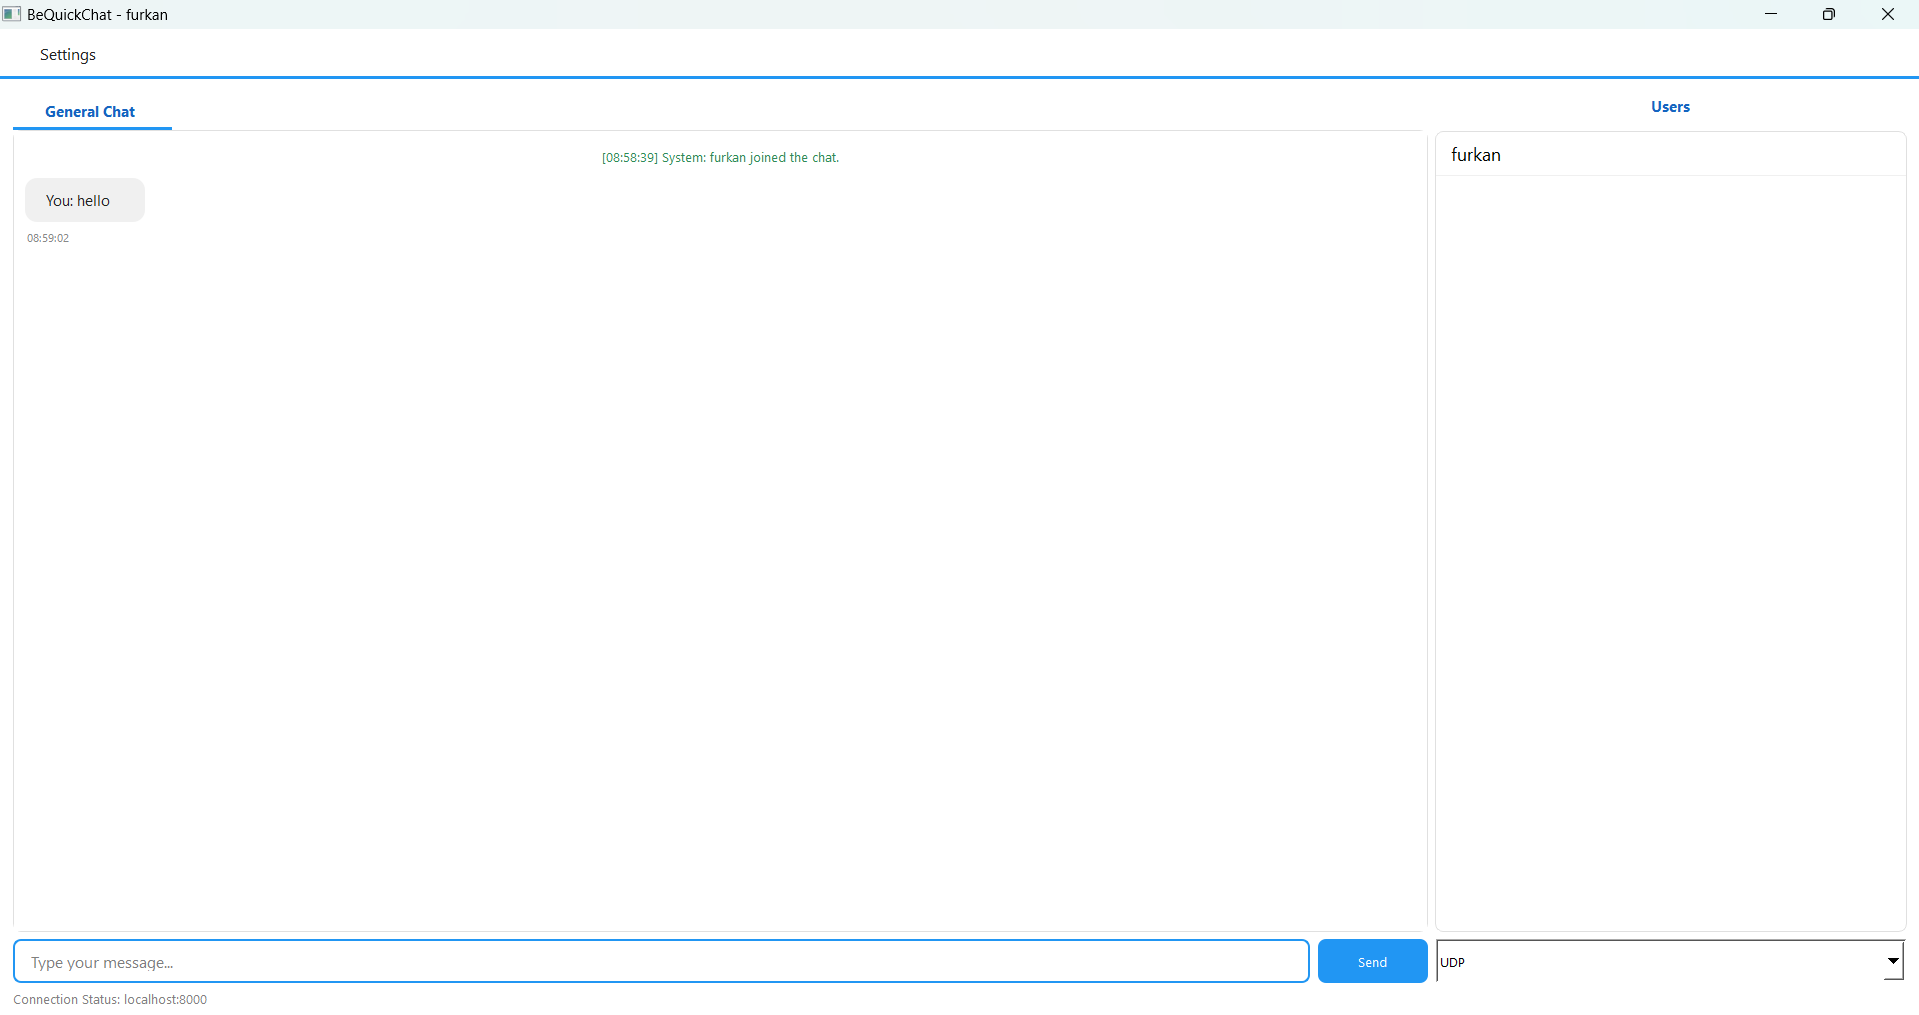 BeQuickChat - furkan
Settings
General Chat
Users
[08:58:39] System: furkan joined the chat.
furkan
You: hello
08:59:02
Type your message...
Send
UDP
Connection Status: localhost:8000